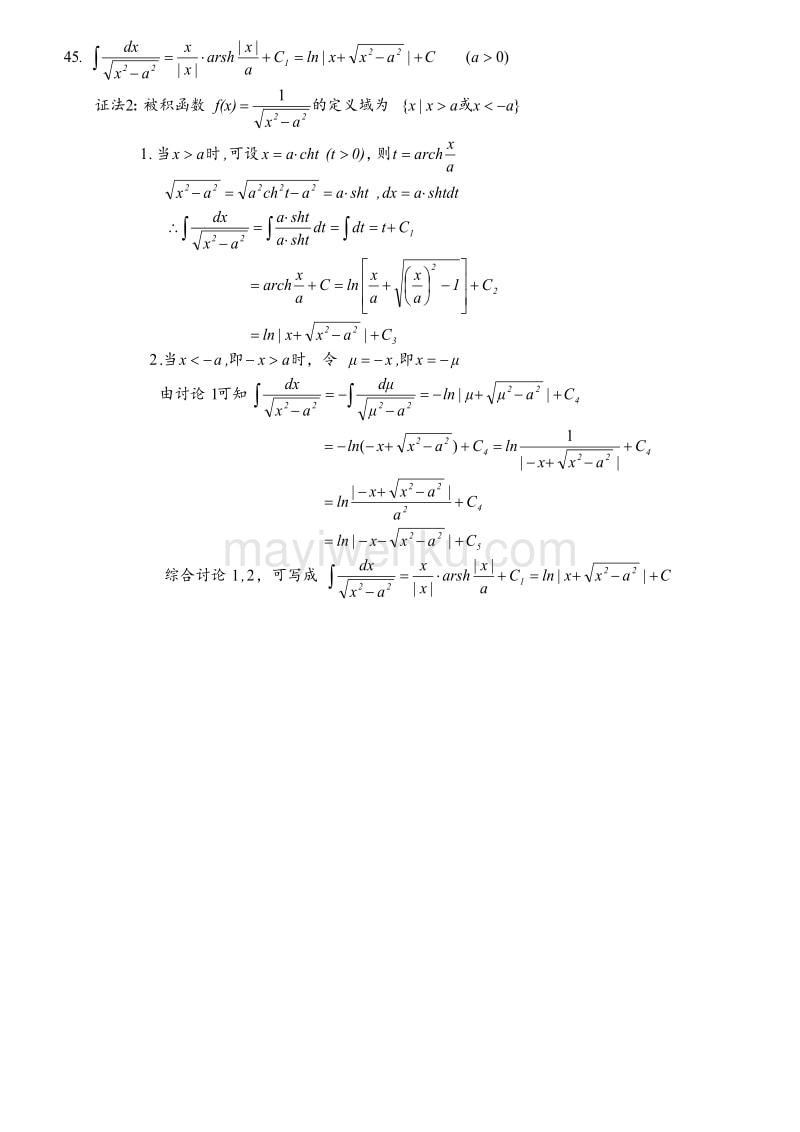 45. ∫ dx/√(x²−a²) = x/|x| · arsh |x|/a + C₁ = ln | x+√(x²−a²) | + C (a > 0)
证法2: 被积函数 f(x) = 1/√(x²−a²) 的定义域为 {x | x > a或x < −a}
1. 当x > a时 ,可设x = a·cht (t > 0), 则t = arch x/a
√(x²−a²) = √(a²ch²t−a²) = a·sht ,dx = a·shtdt
∴∫ dx/√(x²−a²) = ∫ a·sht/a·sht dt = ∫ dt = t + C₁
= arch x/a + C = ln[ x/a + √((x/a)²−1) ] + C₂
= ln | x+√(x²−a²) | + C₃
2.当x < −a ,即−x > a时, 令 μ = −x ,即x = −μ
由讨论 1可知 ∫ dx/√(x²−a²) = −∫ dμ/√(μ²−a²) = −ln | μ+√(μ²−a²) | + C₄
= −ln(−x+√(x²−a²) ) + C₄ = ln 1/| −x+√(x²−a²) | + C₄
= ln | −x+√(x²−a²) |/a² + C₄
= ln | −x−√(x²−a²) | + C₅
mayiwenku.com
综合讨论 1,2, 可写成 ∫ dx/√(x²−a²) = x/|x| · arsh |x|/a + C₁ = ln | x+√(x²−a²) | + C